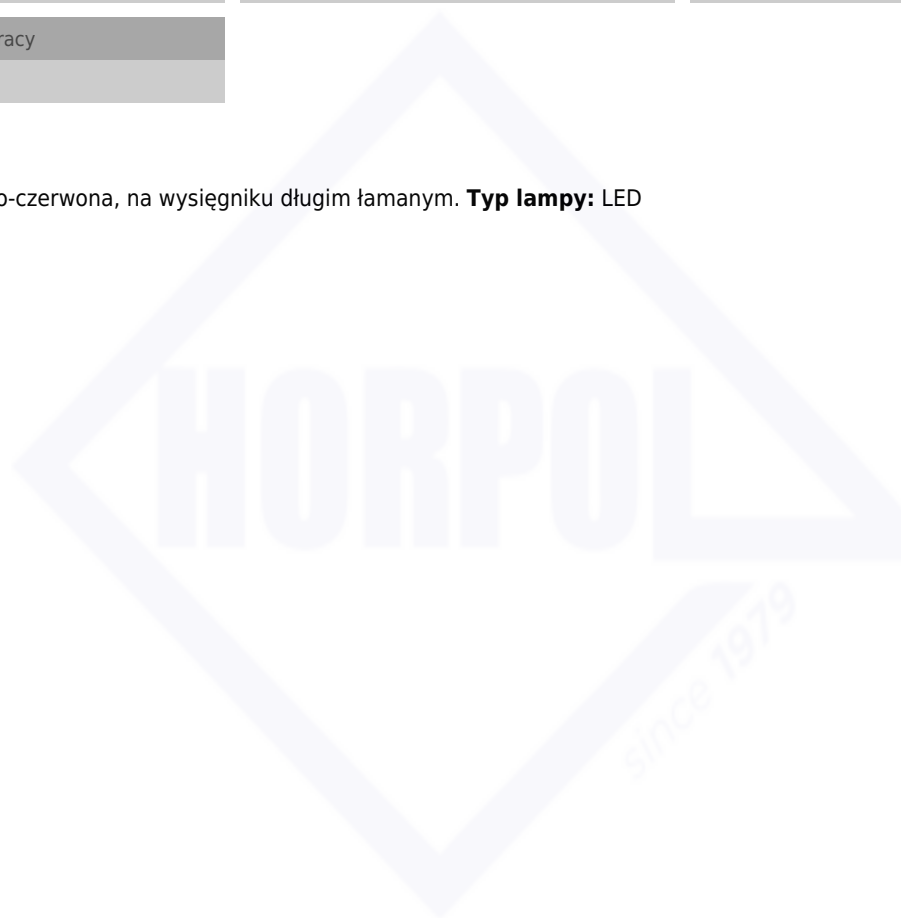 racy
o-czerwona, na wysięgniku długim łamanym. Typ lampy: LED
HORPOL
since 1979